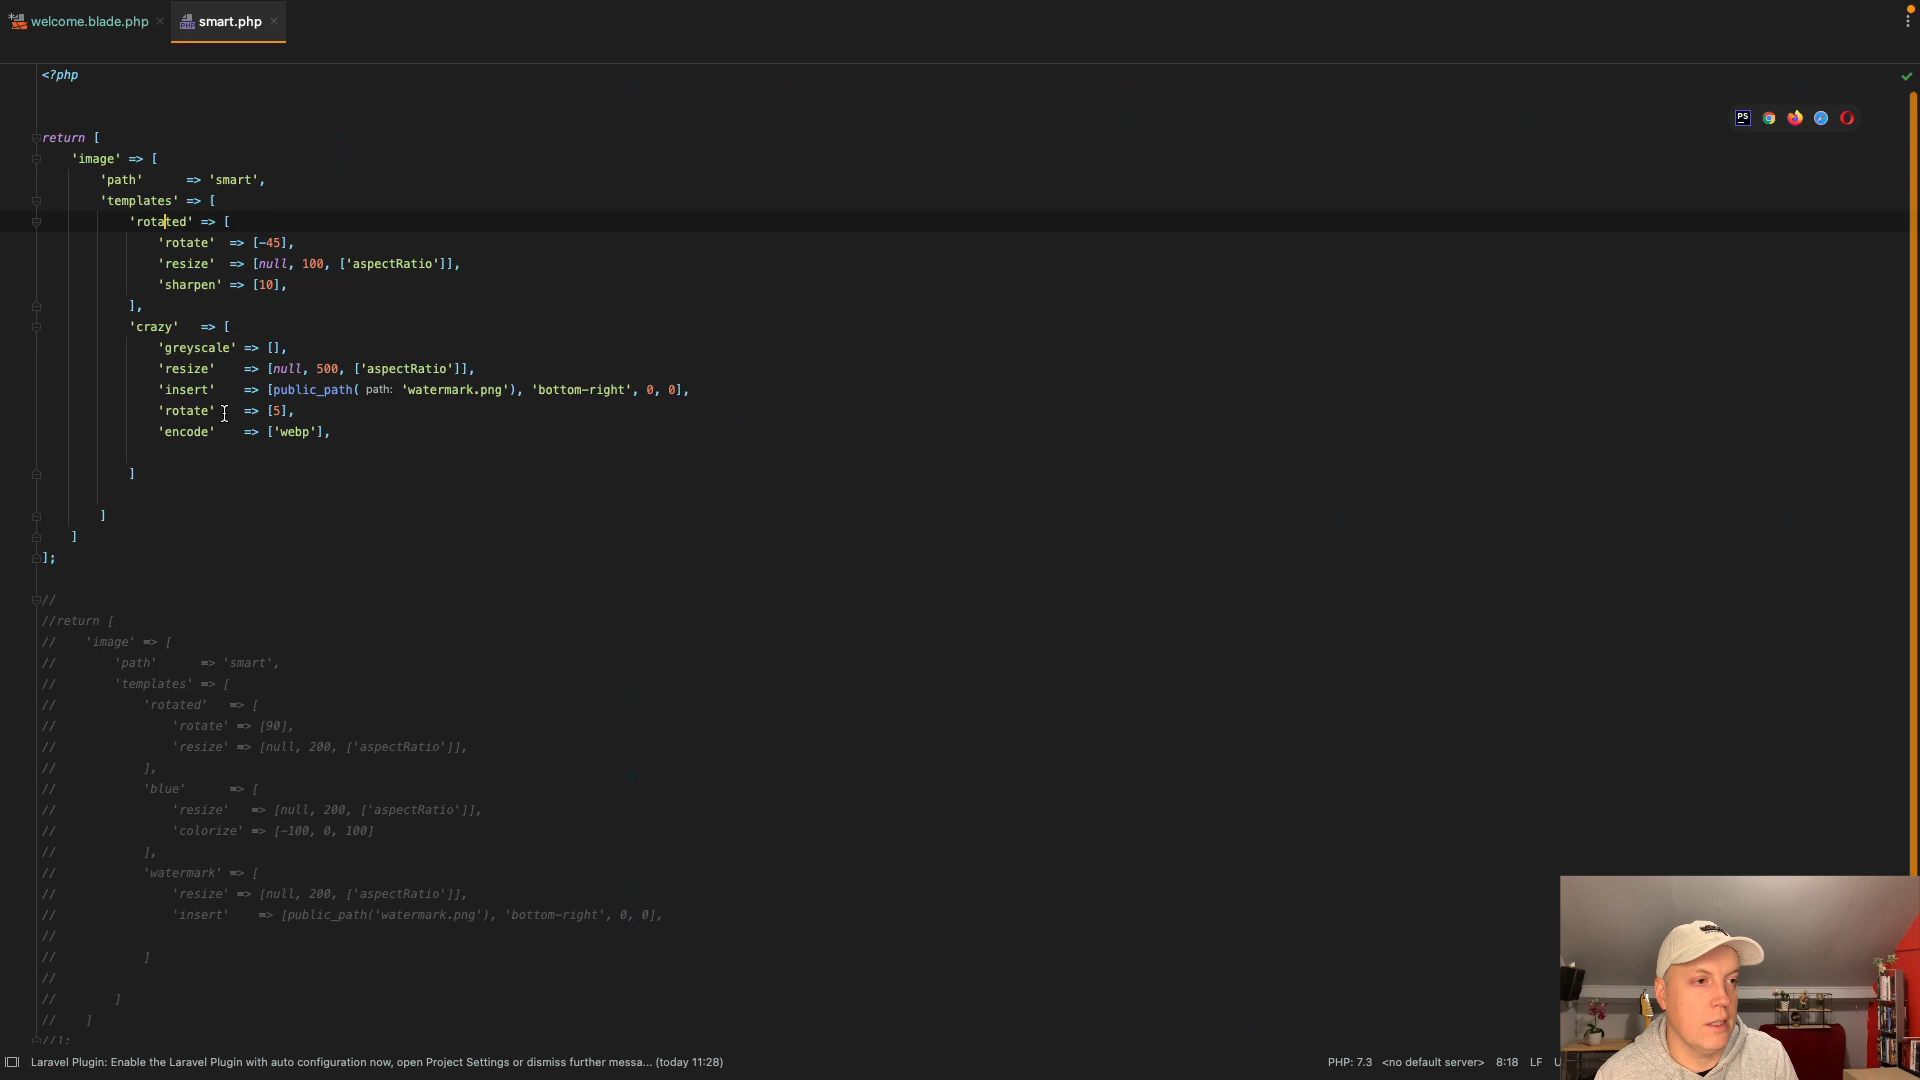 welcome.blade.php
smart.php
<?php
return [
    'image' => [
        'path'      => 'smart',
        'templates' => [
            'rotated' => [
                'rotate'  => [-45],
                'resize'  => [null, 100, ['aspectRatio']],
                'sharpen' => [10],
            ],
            'crazy'   => [
                'greyscale' => [],
                'resize'    => [null, 500, ['aspectRatio']],
                'insert'    => [public_path( path: 'watermark.png'), 'bottom-right', 0, 0],
                'rotate'    => [5],
                'encode'    => ['webp'],
            ]
        ]
    ]
];
//
//return [
//    'image' => [
//        'path'      => 'smart',
//        'templates' => [
//            'rotated'   => [
//                'rotate' => [90],
//                'resize' => [null, 200, ['aspectRatio']],
//            ],
//            'blue'      => [
//                'resize'   => [null, 200, ['aspectRatio']],
//                'colorize' => [-100, 0, 100]
//            ],
//            'watermark' => [
//                'resize' => [null, 200, ['aspectRatio']],
//                'insert'    => [public_path('watermark.png'), 'bottom-right', 0, 0],
//
//            ]
//
//        ]
//    ]
//];
PS
Laravel Plugin: Enable the Laravel Plugin with auto configuration now, open Project Settings or dismiss further messa... (today 11:28)
PHP: 7.3 <no default server> 8:18 LF